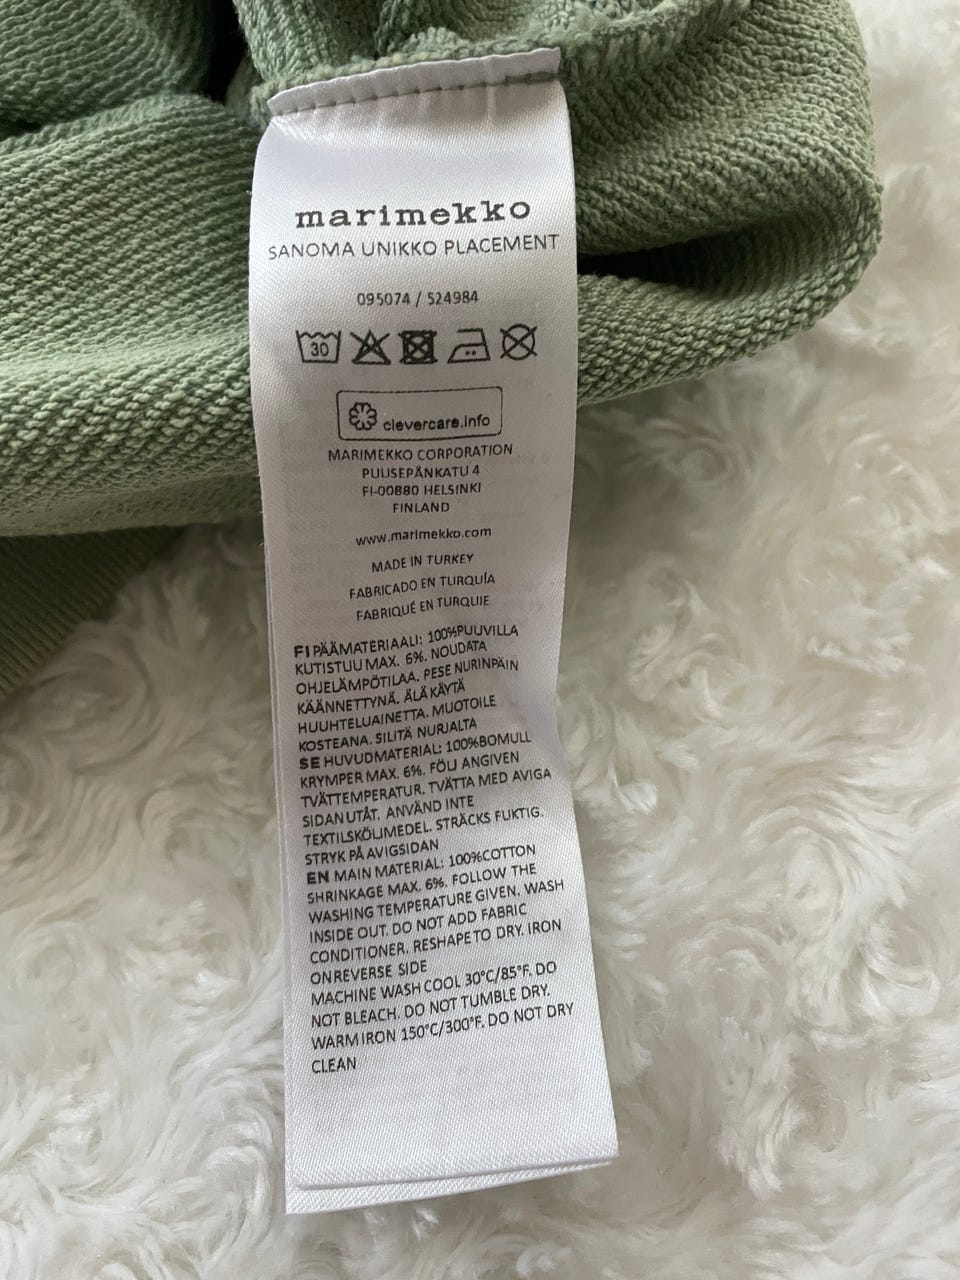 marimekko
SANOMA UNIKKO PLACEMENT
095074 / 524984
30
clevercare.info
MARIMEKKO CORPORATION
PUUSEPÄNKATU 4
FI-00880 HELSINKI
FINLAND
www.marimekko.com
MADE IN TURKEY
FABRICADO EN TURQUÍA
FABRIQUÉ EN TURQUIE
FI PÄÄMATERIAALI: 100%PUUVILLA
KUTISTUU MAX. 6%. NOUDATA
OHJELÄMPÖTILAA. PESE NURINPÄIN
KÄÄNNETTYNÄ. ÄLÄ KÄYTÄ
HUUHTELUAINETTA. MUOTOILE
KOSTEANA. SILITÄ NURJALTA
SE HUVUDMATERIAL: 100%BOMULL
KRYMPER MAX. 6%. FÖLJ ANGIVEN
TVÄTTEMPERATUR. TVÄTTA MED AVIGA
SIDAN UTÅT. ANVÄND INTE
TEXTILSKÖLJMEDEL. STRÄCKS FUKTIG.
STRYK PÅ AVIGSIDAN
EN MAIN MATERIAL: 100%COTTON
SHRINKAGE MAX. 6%. FOLLOW THE
WASHING TEMPERATURE GIVEN. WASH
INSIDE OUT. DO NOT ADD FABRIC
CONDITIONER. RESHAPE TO DRY. IRON
ON REVERSE SIDE
MACHINE WASH COOL 30°C/85°F. DO
NOT BLEACH. DO NOT TUMBLE DRY.
WARM IRON 150°C/300°F. DO NOT DRY
CLEAN